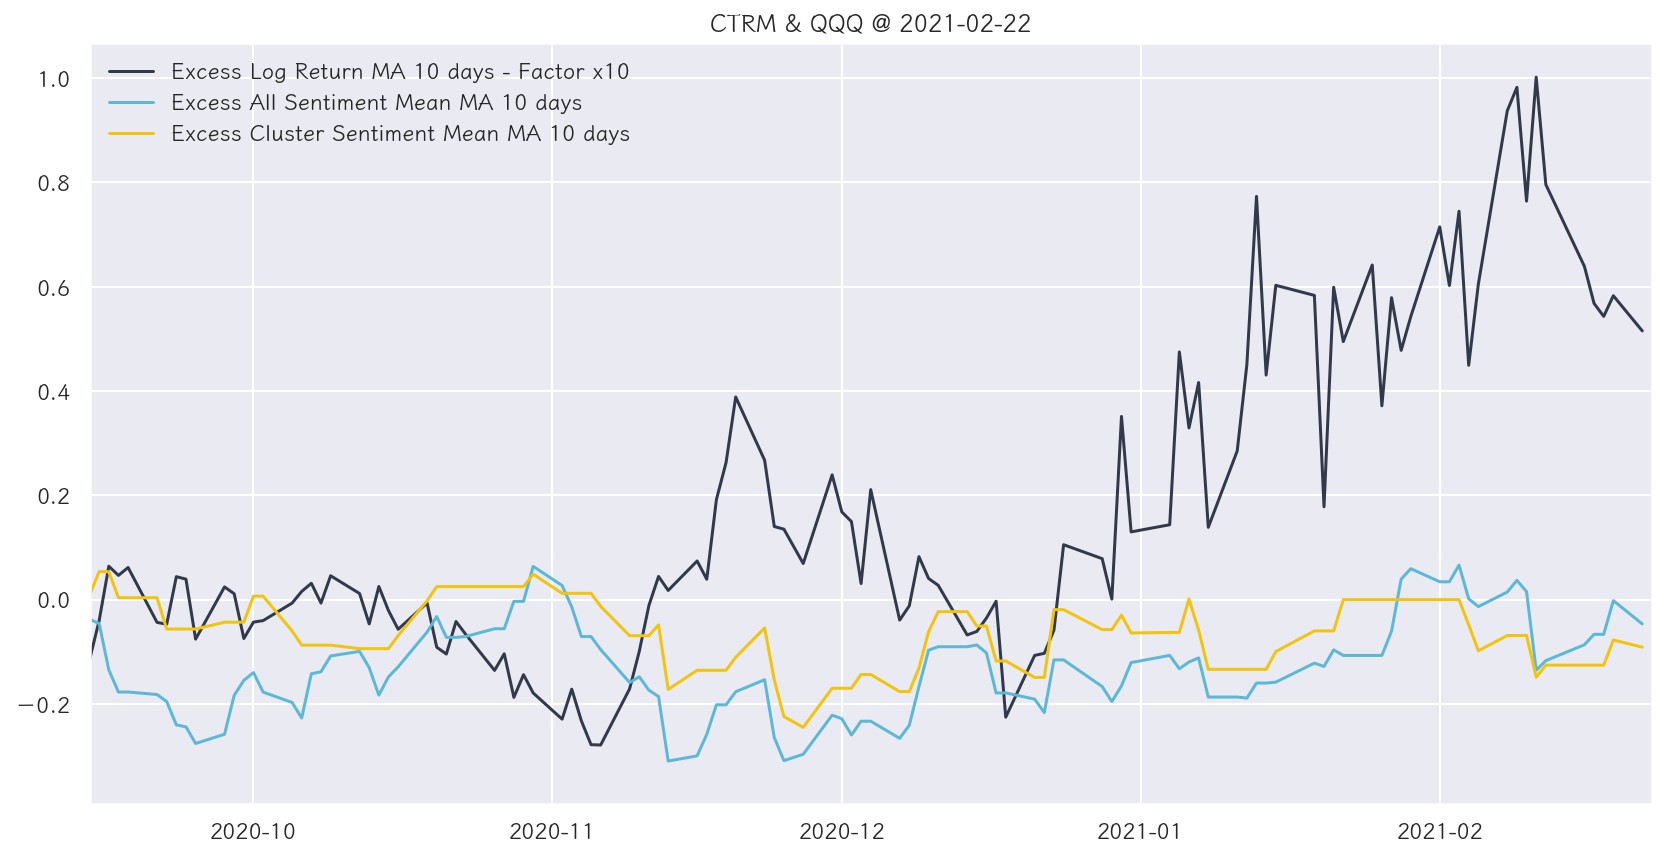 CTRM & QQQ @ 2021-02-22
Excess Log Return MA 10 days - Factor x10
Excess All Sentiment Mean MA 10 days
Excess Cluster Sentiment Mean MA 10 days
1.0
0.8
0.6
0.4
0.2
0.0
−0.2
2020-10 2020-11 2020-12 2021-01 2021-02